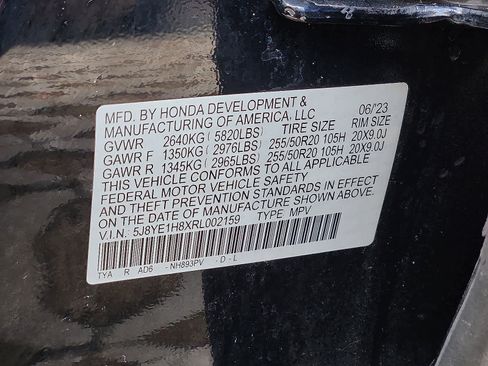 MFD. BY HONDA DEVELOPMENT &
MANUFACTURING OF AMERICA, LLC 06/'23
GVWR 2640KG (5820LBS) TIRE SIZE RIM SIZE
GAWR F 1350KG (2976LBS) 255/50R20 105H 20X9.0J
GAWR R 1345KG (2965LBS) 255/50R20 105H 20X9.0J
THIS VEHICLE CONFORMS TO ALL APPLICABLE
FEDERAL MOTOR VEHICLE SAFETY
AND THEFT PREVENTION STANDARDS IN EFFECT
ON THE DATE OF MANUFACTURE SHOWN ABOVE.
V.I.N.: 5J8YE1H8XRL002159 TYPE MPV
TYA R AD6 -NH893PV -D-L